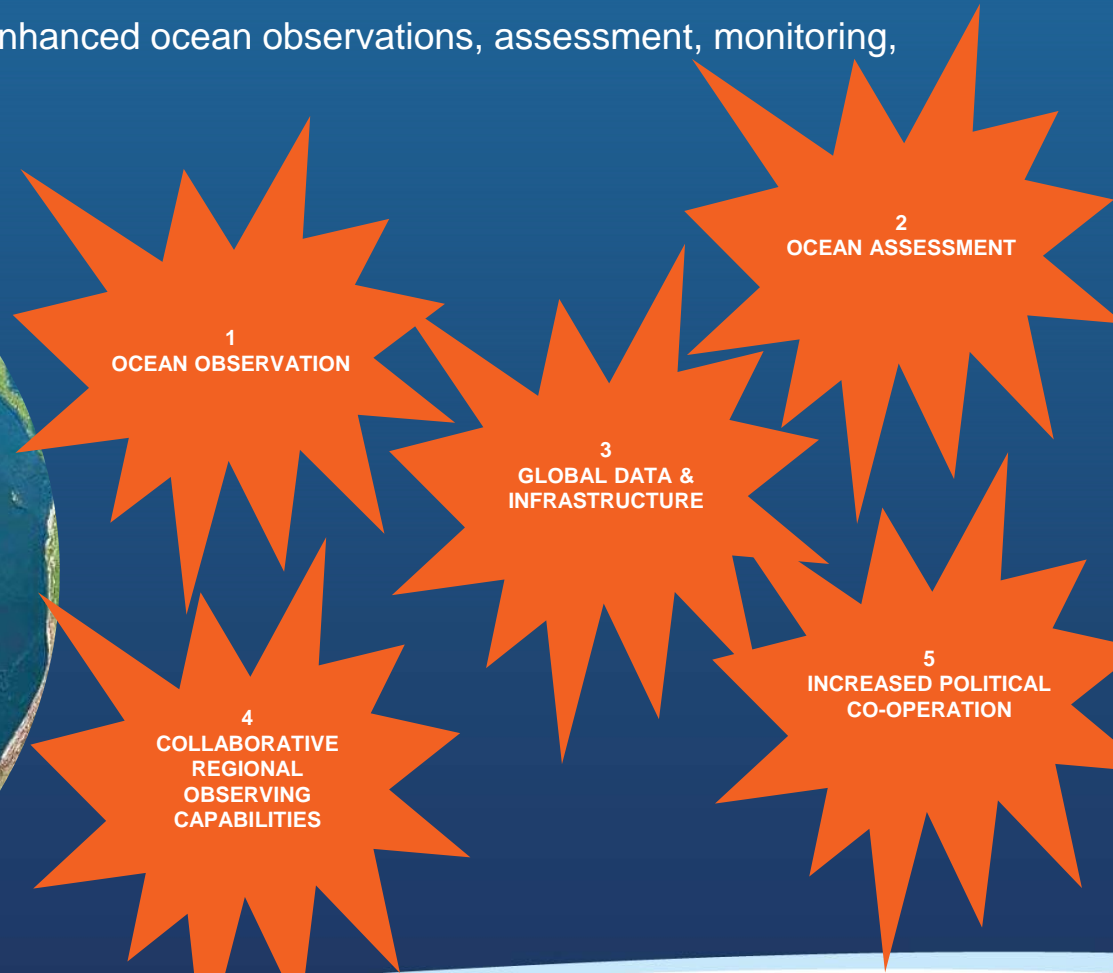 nhanced ocean observations, assessment, monitoring,
1
OCEAN OBSERVATION
2
OCEAN ASSESSMENT
3
GLOBAL DATA &
INFRASTRUCTURE
4
COLLABORATIVE
REGIONAL
OBSERVING
CAPABILITIES
5
INCREASED POLITICAL
CO-OPERATION